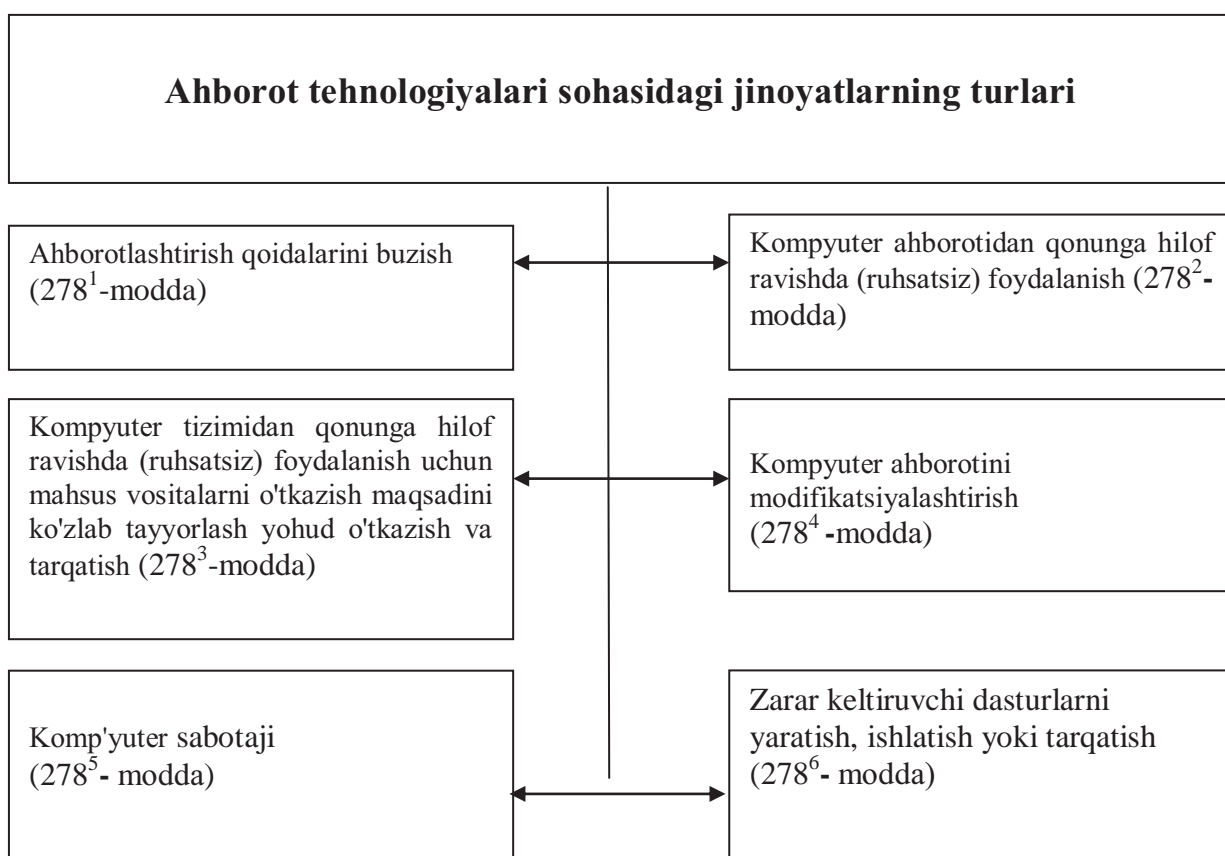 Ahborot tehnologiyalari sohasidagi jinoyatlarning turlari
Ahborotlashtirish qoidalarini buzish
(278¹-modda)
Kompyuter ahborotidan qonunga hilof
ravishda (ruhsatsiz) foydalanish (278²-
modda)
Kompyuter tizimidan qonunga hilof
ravishda (ruhsatsiz) foydalanish uchun
mahsus vositalarni o'tkazish maqsadini
ko'zlab tayyorlash yohud o'tkazish va
tarqatish (278³-modda)
Kompyuter ahborotini
modifikatsiyalashtirish
(278⁴ -modda)
Komp'yuter sabotaji
(278⁵- modda)
Zarar keltiruvchi dasturlarni
yaratish, ishlatish yoki tarqatish
(278⁶- modda)